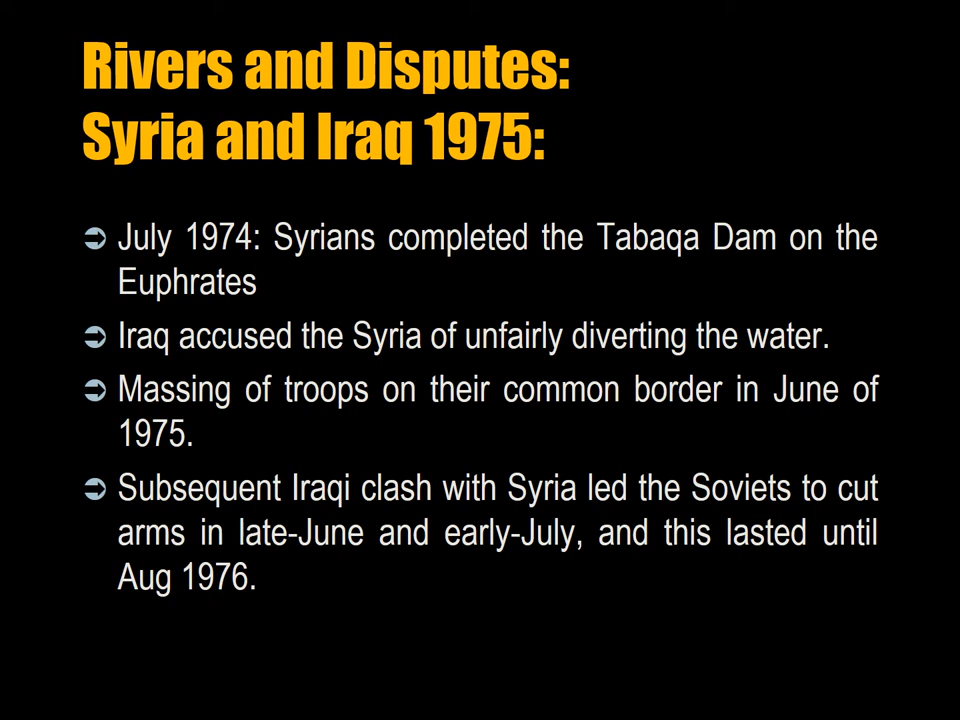 Rivers and Disputes:
Syria and Iraq 1975:
July 1974: Syrians completed the Tabaqa Dam on the
Euphrates
Iraq accused the Syria of unfairly diverting the water.
Massing of troops on their common border in June of
1975.
Subsequent Iraqi clash with Syria led the Soviets to cut
arms in late-June and early-July, and this lasted until
Aug 1976.